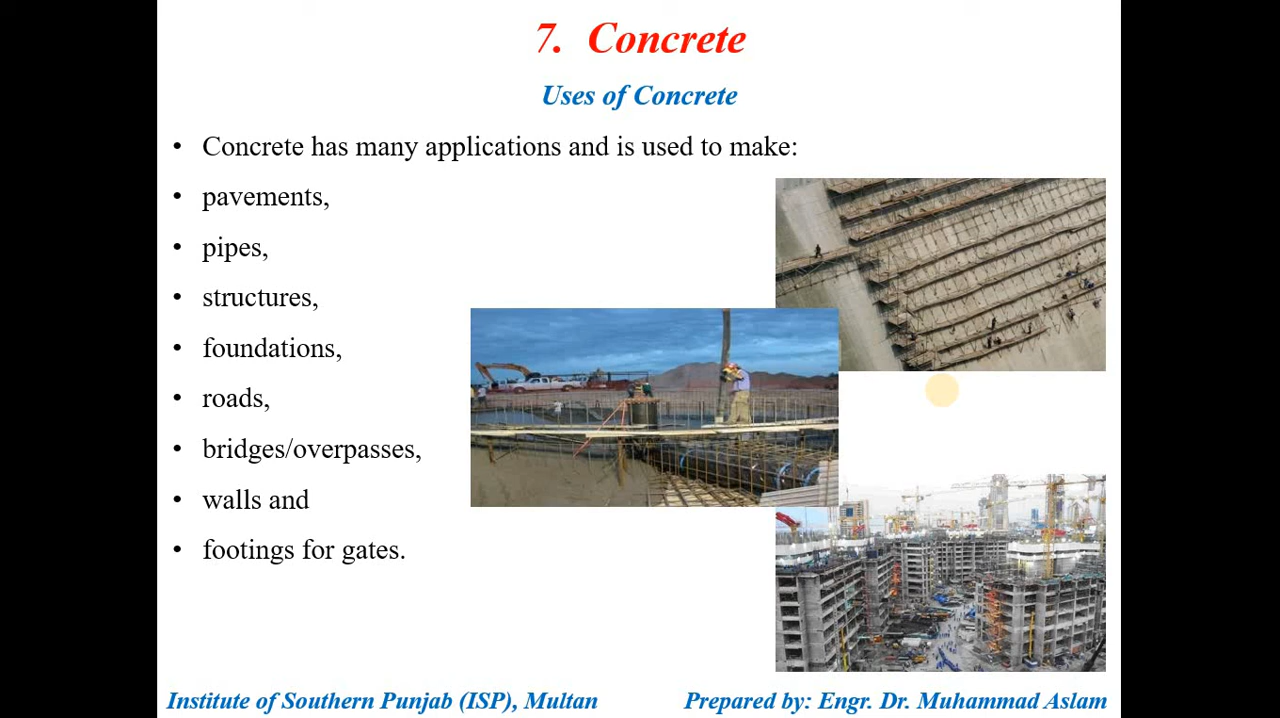 7. Concrete
Uses of Concrete
• Concrete has many applications and is used to make:
• pavements,
• pipes,
• structures,
• foundations,
• roads,
• bridges/overpasses,
• walls and
• footings for gates.
Institute of Southern Punjab (ISP), Multan
Prepared by: Engr. Dr. Muhammad Aslam